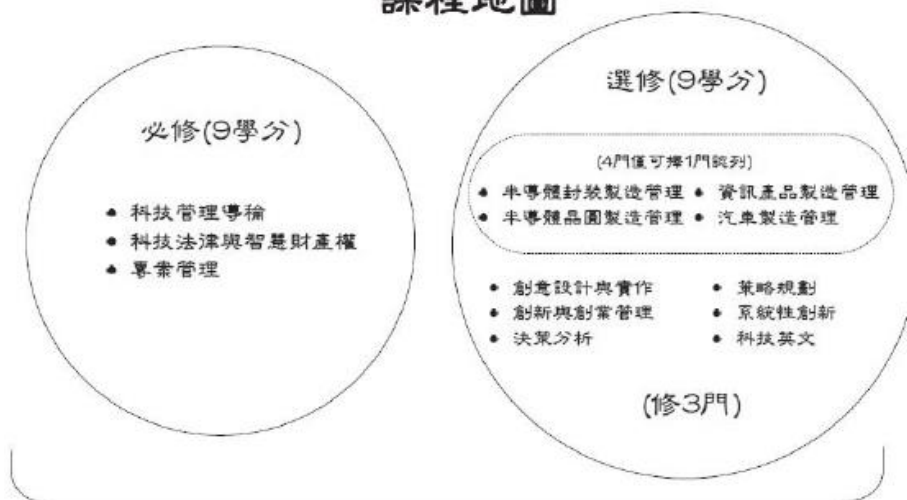 課程地圖
必修(9學分)
● 科技管理導論
● 科技法律與智慧財產權
● 專案管理
選修(9學分)
(4門僅可擇1門認列)
● 半導體封裝製造管理 ● 資訊產品製造管理
● 半導體晶圓製造管理 ● 汽車製造管理
● 創意設計與實作 ● 策略規劃
● 創新與創業管理 ● 系統性創新
● 決策分析 ● 科技英文
(修3門)